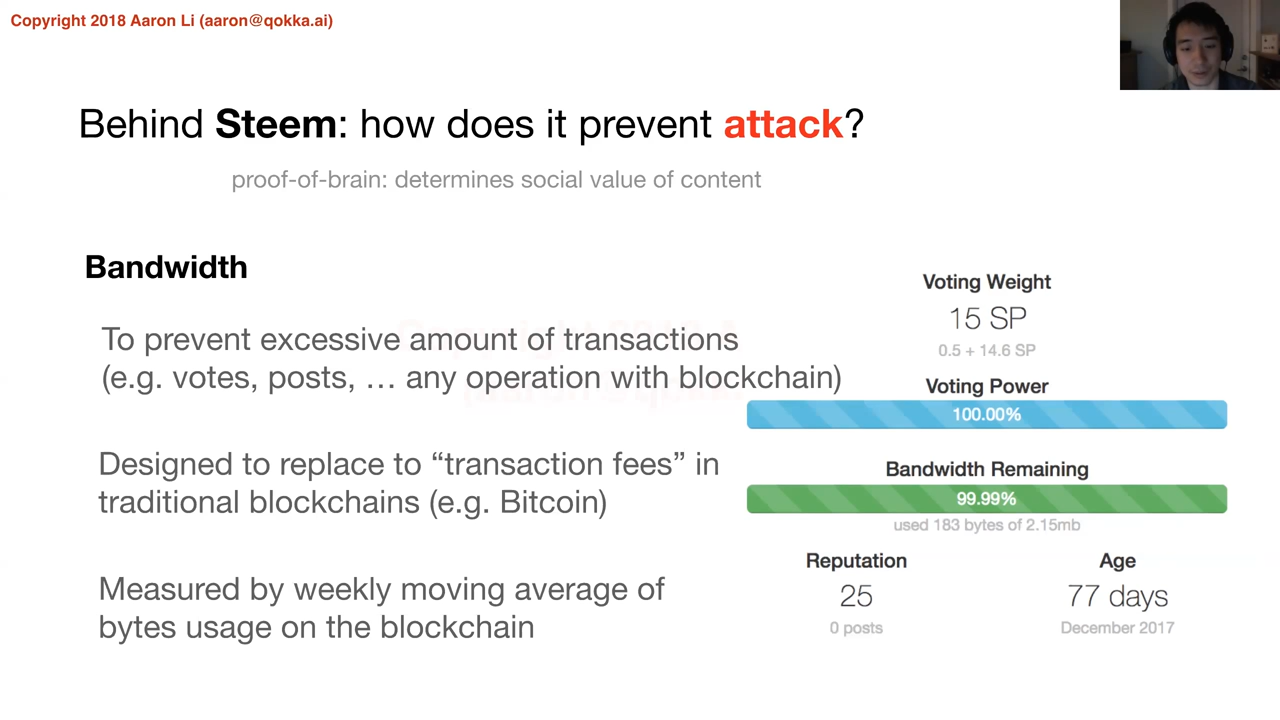 Copyright 2018 Aaron Li (aaron@qokka.ai)
Behind Steem: how does it prevent attack?
proof-of-brain: determines social value of content
Bandwidth
To prevent excessive amount of transactions
(e.g. votes, posts, … any operation with blockchain)
Designed to replace to “transaction fees” in
traditional blockchains (e.g. Bitcoin)
Measured by weekly moving average of
bytes usage on the blockchain
Voting Weight
15 SP
0.5 + 14.6 SP
Voting Power
100.00%
Bandwidth Remaining
99.99%
used 183 bytes of 2.15mb
Reputation
25
0 posts
Age
77 days
December 2017